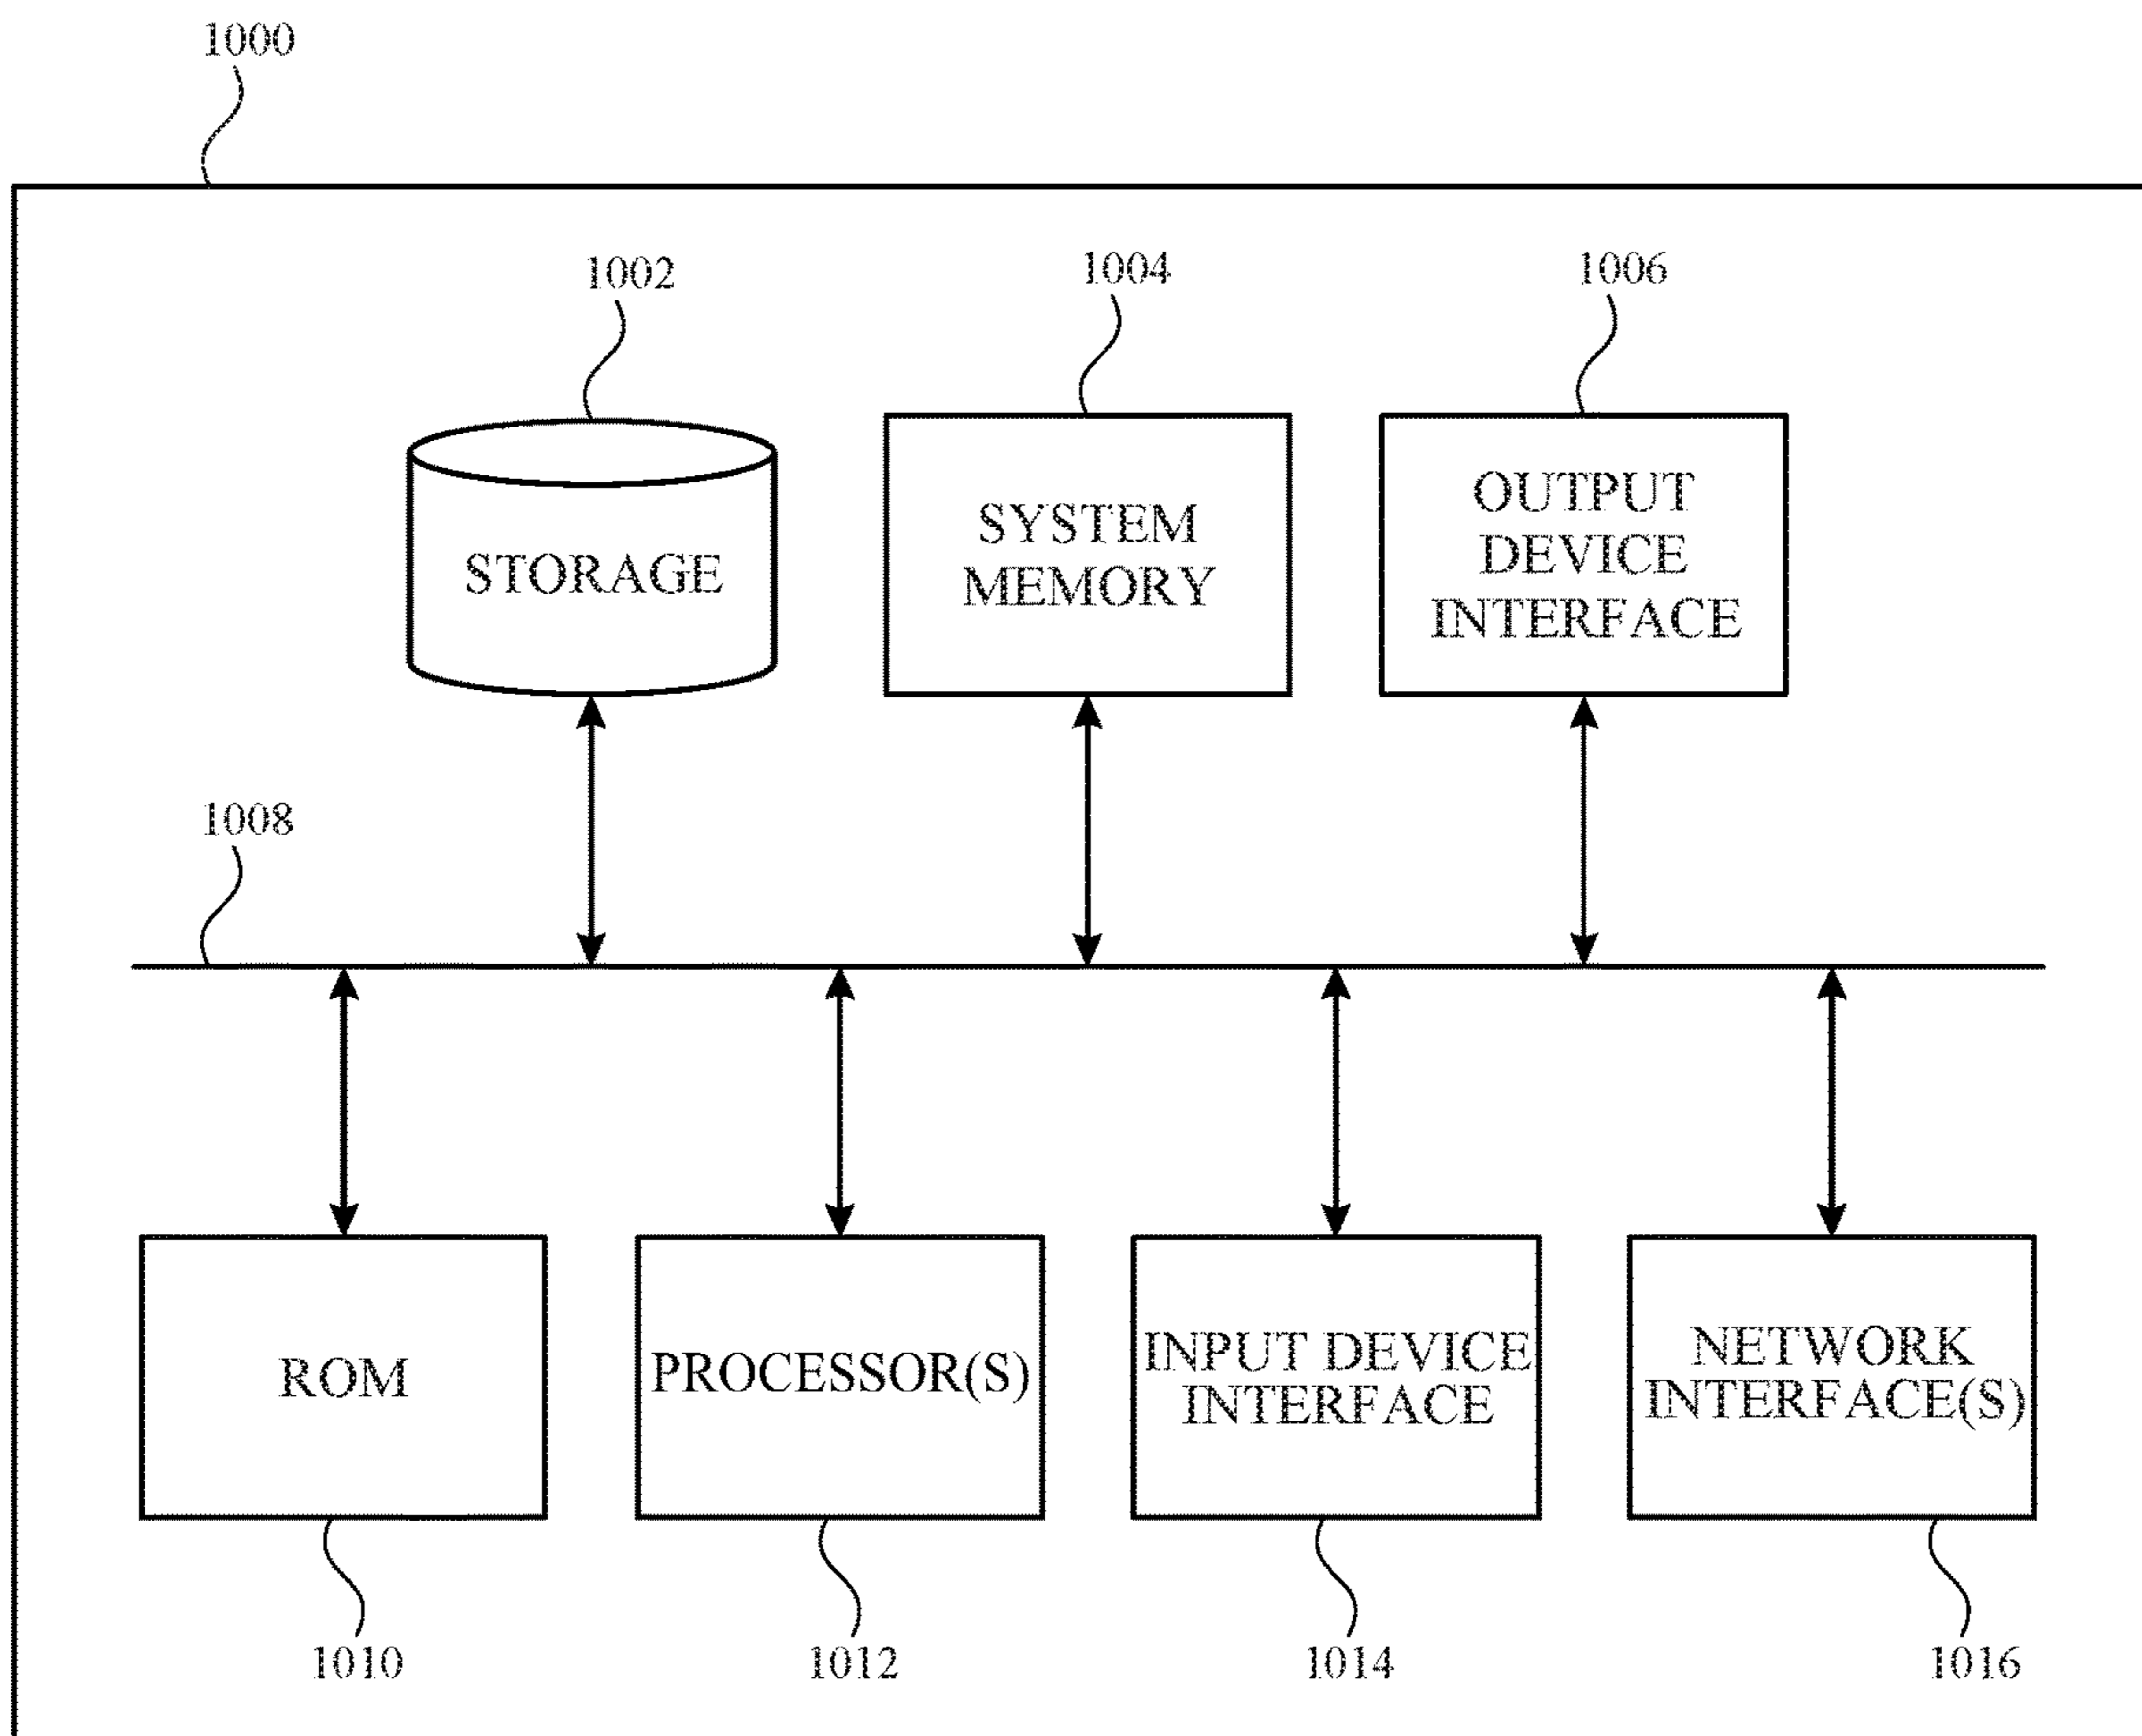 1000
1002
1004
1006
STORAGE
SYSTEM
MEMORY
OUTPUT
DEVICE
INTERFACE
1008
ROM
PROCESSOR(S)
INPUT DEVICE
INTERFACE
NETWORK
INTERFACE(S)
1010
1012
1014
1016